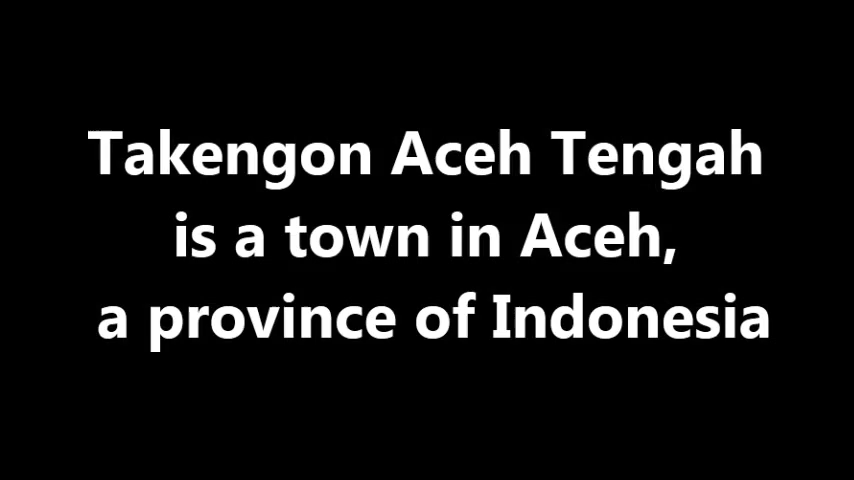 Takengon Aceh Tengah
is a town in Aceh,
a province of Indonesia